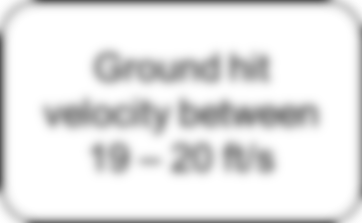 Ground hit
velocity between
19 – 20 ft/s